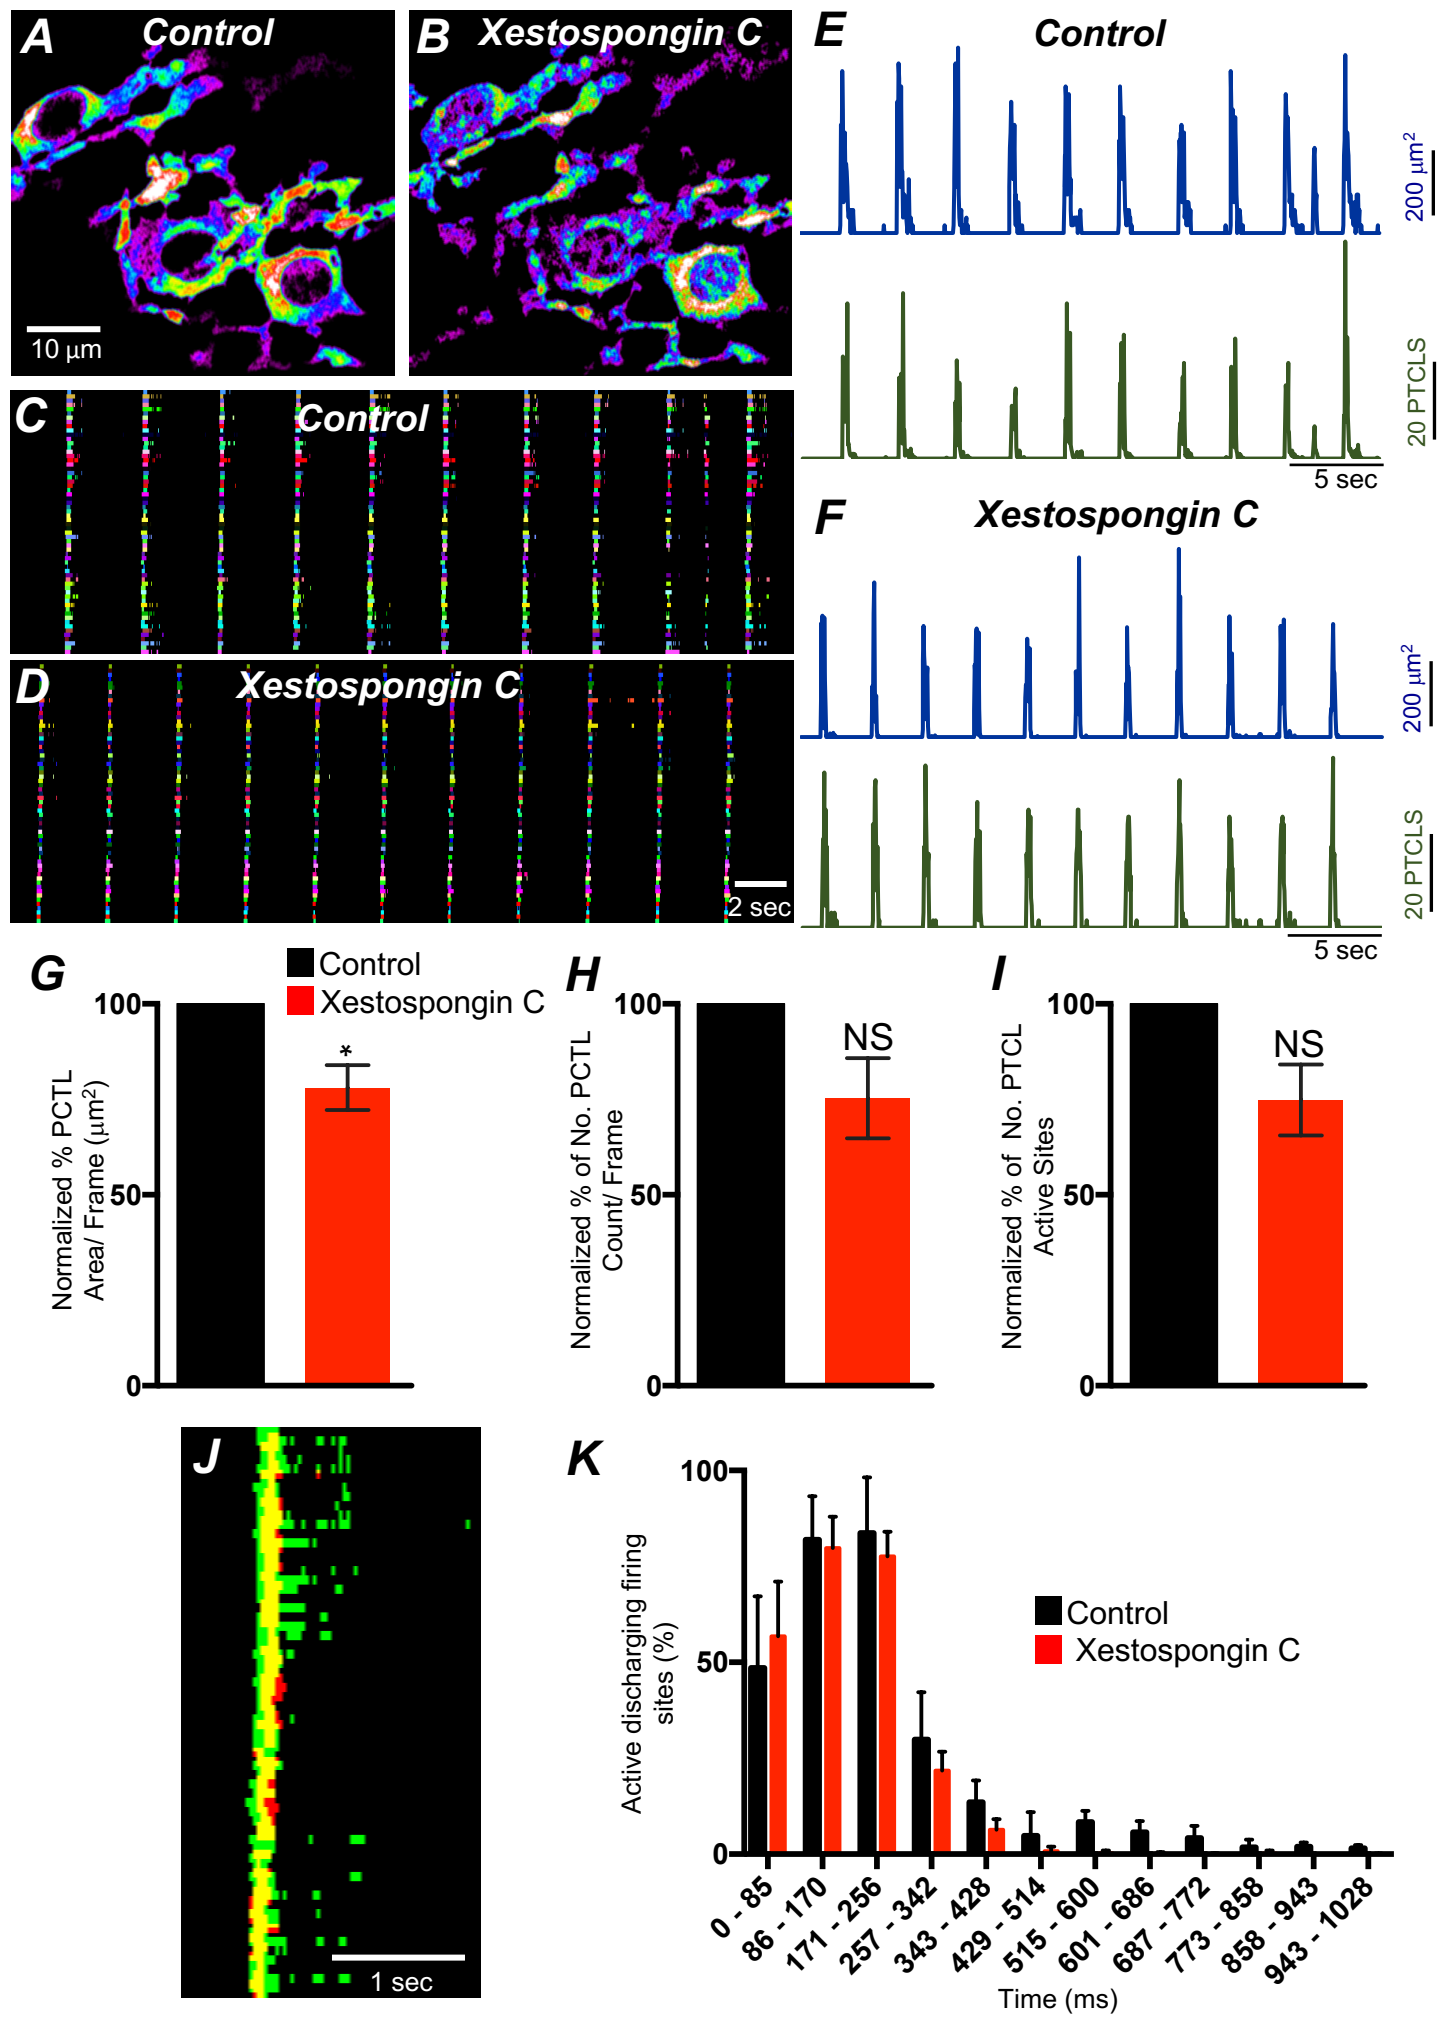 A
Control
B
Xestospongin C
10 μm
C
Control
D
Xestospongin C
2 sec
E
Control
200 μm²
20 PTCLS
5 sec
F
Xestospongin C
200 μm²
20 PTCLS
5 sec
G
Control
Xestospongin C
Normalized % PCTL
Area/ Frame (μm²)
100
50
0
*
H
Normalized % of No. PCTL
Count/ Frame
100
50
0
NS
I
Normalized % of No. PTCL
Active Sites
100
50
0
NS
J
1 sec
K
Active discharging firing
sites (%)
100
50
0
Control
Xestospongin C
0 - 85
86 - 170
171 - 256
257 - 342
343 - 428
429 - 514
515 - 600
601 - 686
687 - 772
773 - 858
858 - 943
943 - 1028
Time (ms)